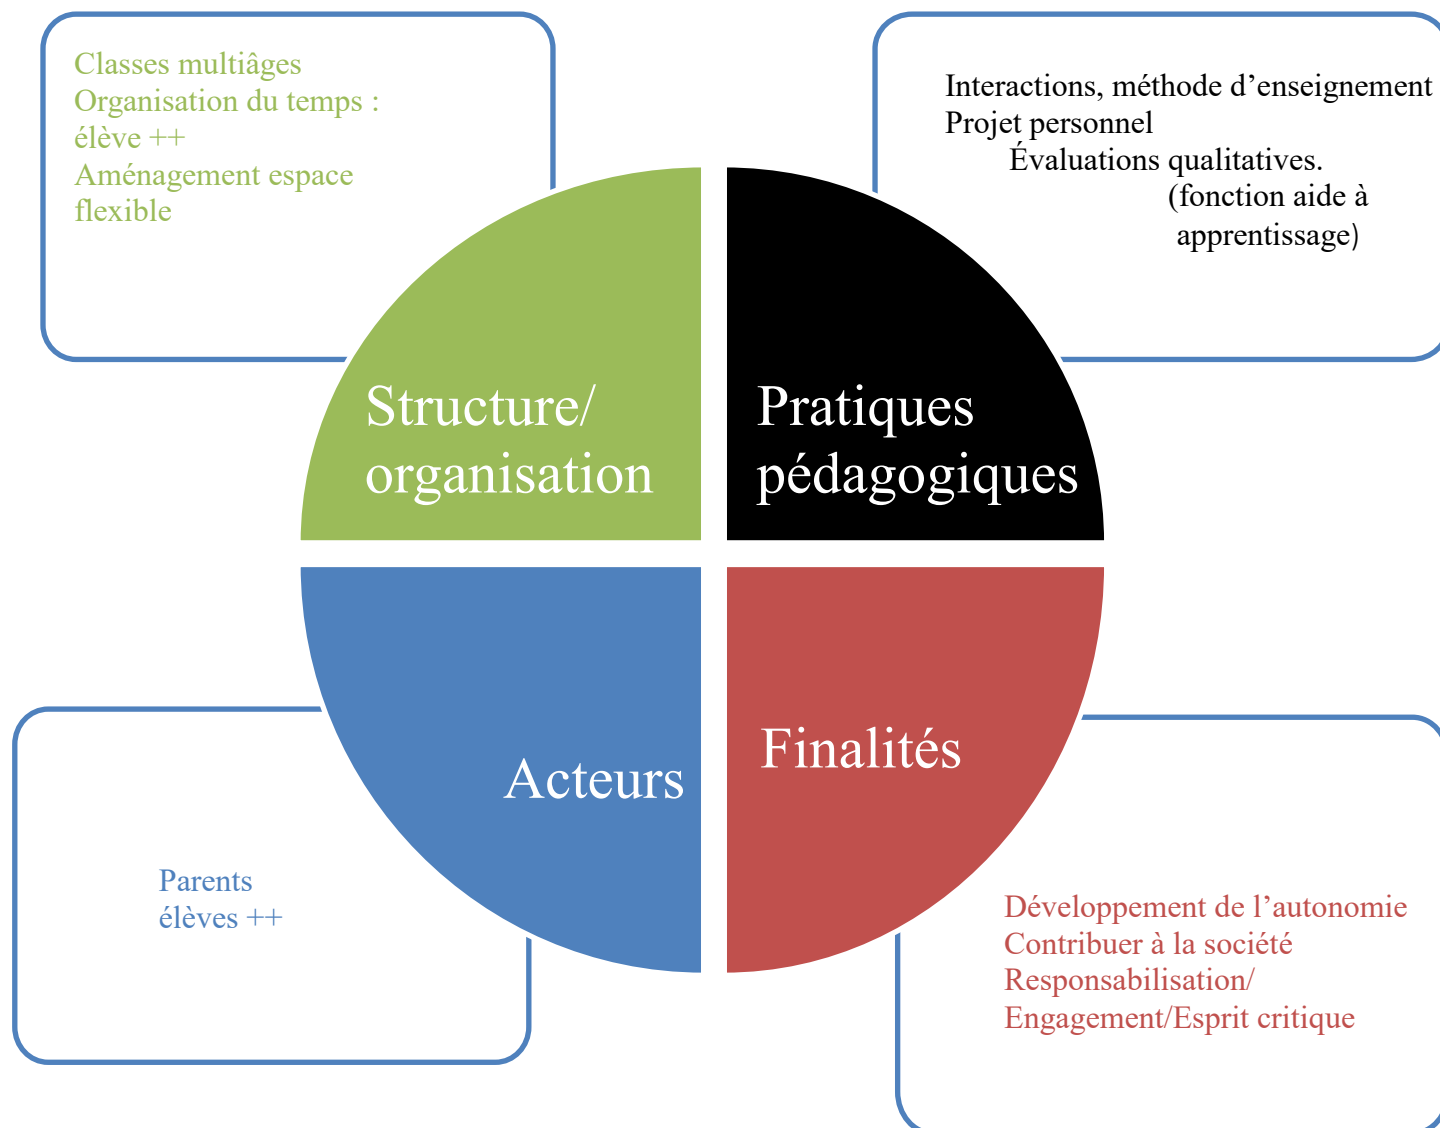 Classes multiâges
Organisation du temps :
élève ++
Aménagement espace
flexible
Interactions, méthode d’enseignement
Projet personnel
Évaluations qualitatives.
(fonction aide à
apprentissage)
Structure/
organisation
Pratiques
pédagogiques
Acteurs
Finalités
Parents
élèves ++
Développement de l’autonomie
Contribuer à la société
Responsabilisation/
Engagement/Esprit critique